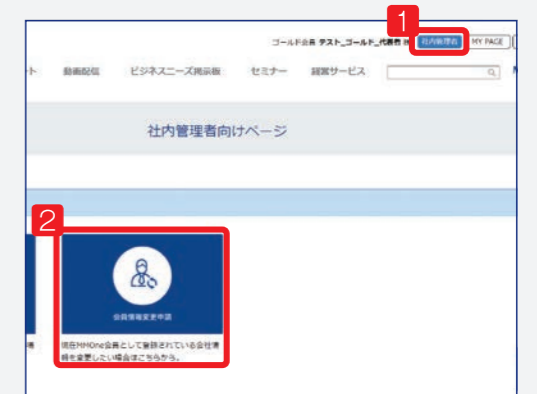 1
ゴールド会員 テスト_ゴールド_代表者 様 社内管理者 MY PAGE
ト 動画配信 ビジネスニーズ掲示板 セミナー 経営サービス
社内管理者向けページ
2
会員情報変更申請
現在MMOne会員として登録されている会社情
報を変更したい場合はこちらから。